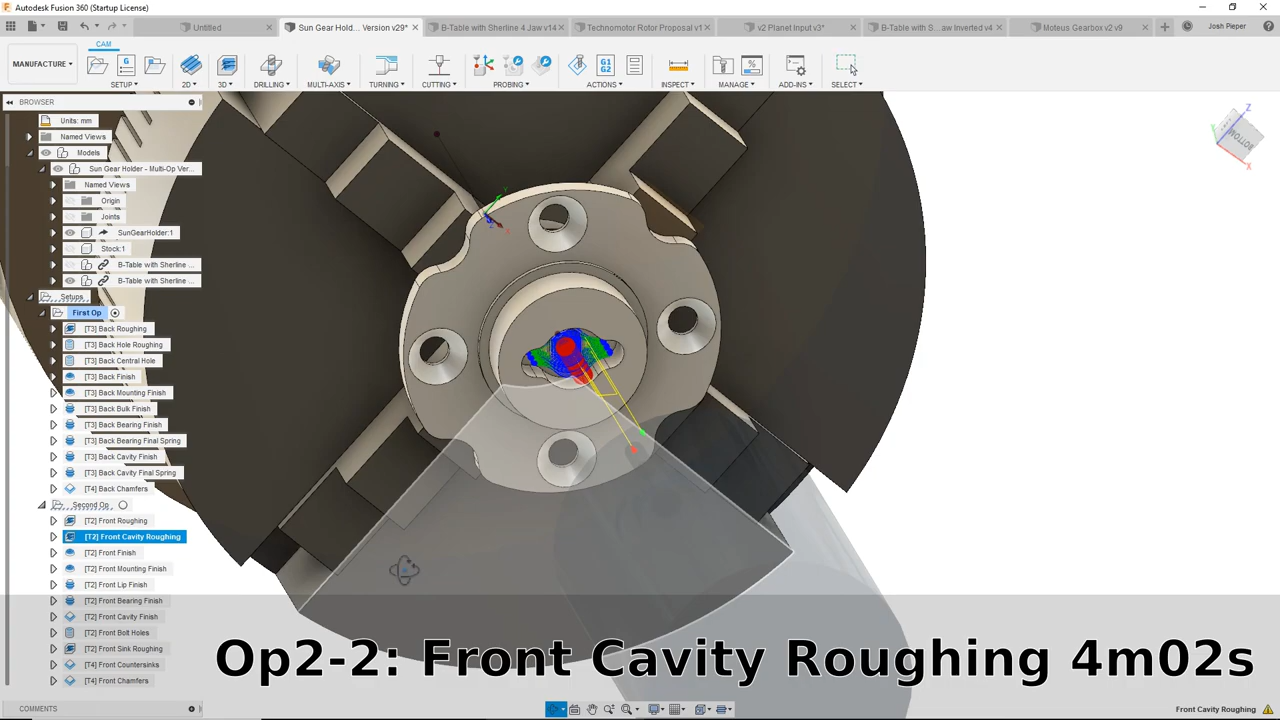 Autodesk Fusion 360 (Startup License)
Untitled
Sun Gear Hold... Version v29*
B-Table with Sherline 4 Jaw v14*
Technomotor Rotor Proposal v1*
v2 Planet Input v3*
B-Table with S...aw Inverted v4*
Moteus Gearbox v2 v9
Josh Pieper
CAM
MANUFACTURE
SETUP
2D
3D
DRILLING
MULTI-AXIS
TURNING
CUTTING
PROBING
ACTIONS
INSPECT
MANAGE
ADD-INS
SELECT
G
G1
G2
BROWSER
Units: mm
Named Views
Models
Sun Gear Holder - Multi-Op Ver...
Named Views
Origin
Joints
SunGearHolder:1
Stock:1
B-Table with Sherline ...
B-Table with Sherline ...
Setups
First Op
[T3] Back Roughing
[T3] Back Hole Roughing
[T3] Back Central Hole
[T3] Back Finish
[T3] Back Mounting Finish
[T3] Back Bulk Finish
[T3] Back Bearing Finish
[T3] Back Bearing Final Spring
[T3] Back Cavity Finish
[T3] Back Cavity Final Spring
[T4] Back Chamfers
Second Op
[T2] Front Roughing
[T2] Front Cavity Roughing
[T2] Front Finish
[T2] Front Mounting Finish
[T2] Front Lip Finish
[T2] Front Bearing Finish
[T2] Front Cavity Finish
[T2] Front Bolt Holes
[T2] Front Sink Roughing
[T4] Front Countersinks
[T4] Front Chamfers
Z
Y
BOTTOM
X
Op2-2: Front Cavity Roughing 4m02s
COMMENTS
Front Cavity Roughing